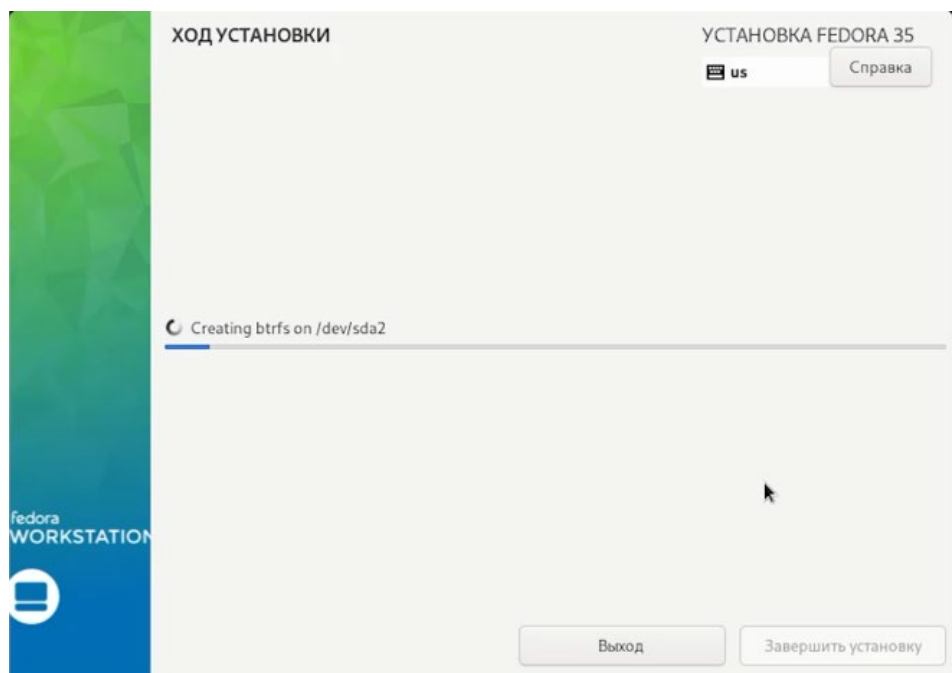 ХОД УСТАНОВКИ
УСТАНОВКА FEDORA 35
us
Справка
Creating btrfs on /dev/sda2
fedora
WORKSTATION
Выход
Завершить установку